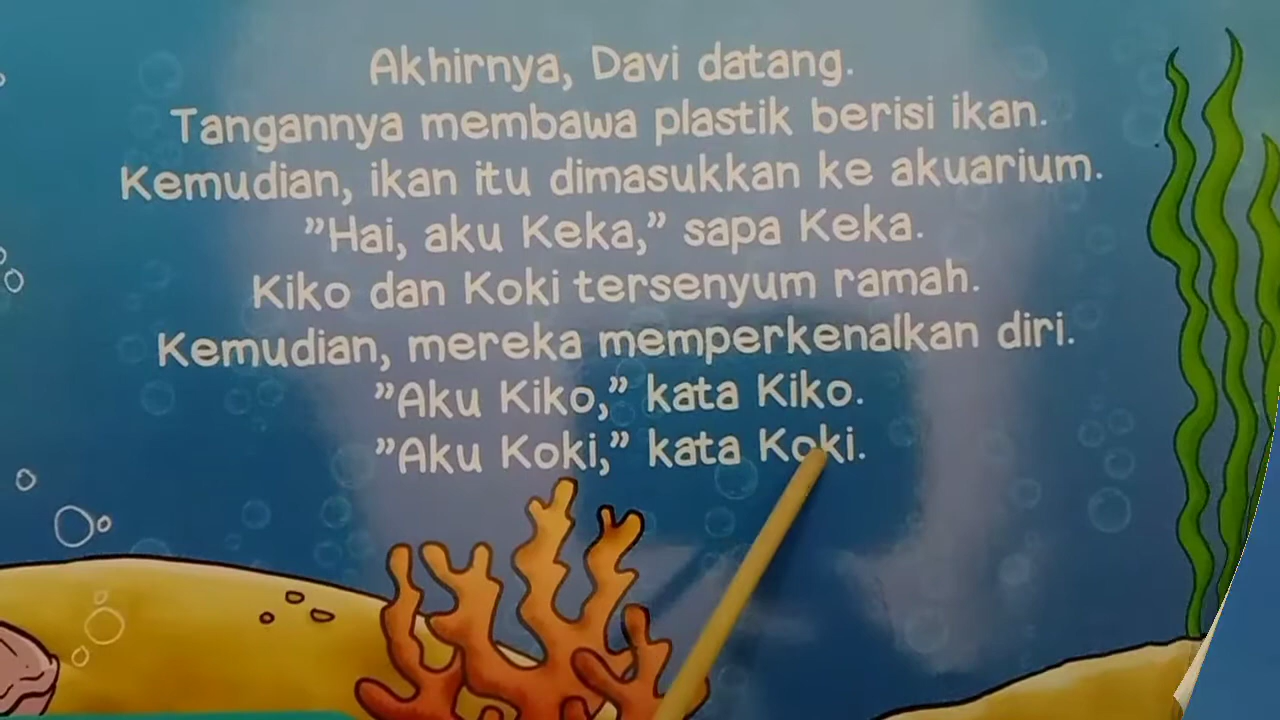 Akhirnya, Davi datang.
Tangannya membawa plastik berisi ikan.
Kemudian, ikan itu dimasukkan ke akuarium.
”Hai, aku Keka,” sapa Keka.
Kiko dan Koki tersenyum ramah.
Kemudian, mereka memperkenalkan diri.
”Aku Kiko,” kata Kiko.
”Aku Koki,” kata Koki.